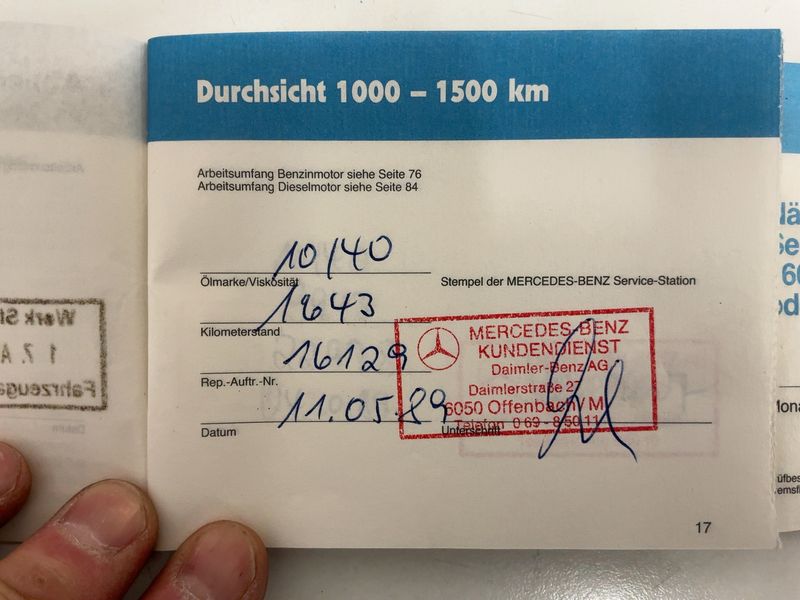 Durchsicht 1000 – 1500 km
Arbeitsumfang Benzinmotor siehe Seite 76
Arbeitsumfang Dieselmotor siehe Seite 84
10/40
Ölmarke/Viskosität
Stempel der MERCEDES-BENZ Service-Station
1643
Kilometerstand
16129
Rep.-Auftr.-Nr.
11.05.89
Datum
MERCEDES-BENZ
KUNDENDIENST
Daimler-Benz AG
Daimlerstraße 27
6050 Offenbach/M
Telefon 0 69 - 8 50 11
Unterschrift
17